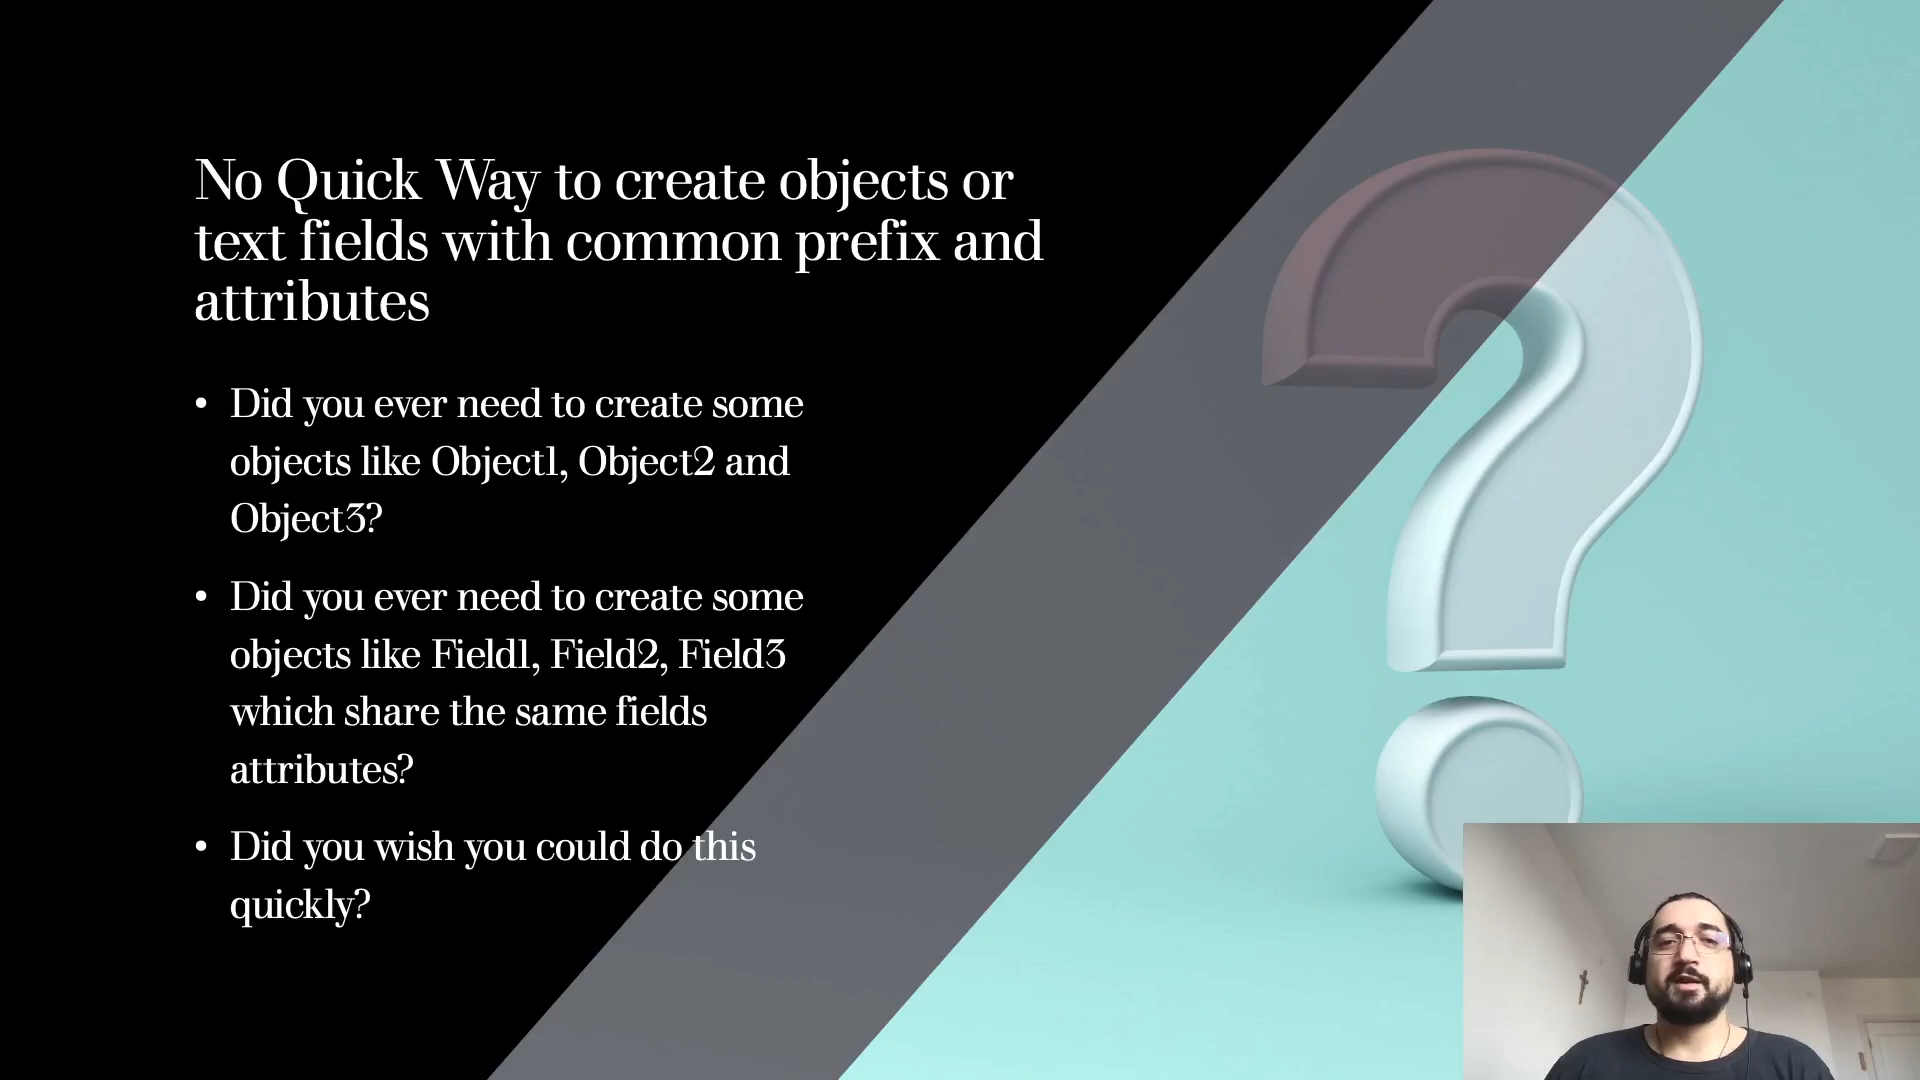 No Quick Way to create objects or
text fields with common prefix and
attributes
• Did you ever need to create some
objects like Object1, Object2 and
Object3?
• Did you ever need to create some
objects like Field1, Field2, Field3
which share the same fields
attributes?
• Did you wish you could do this
quickly?